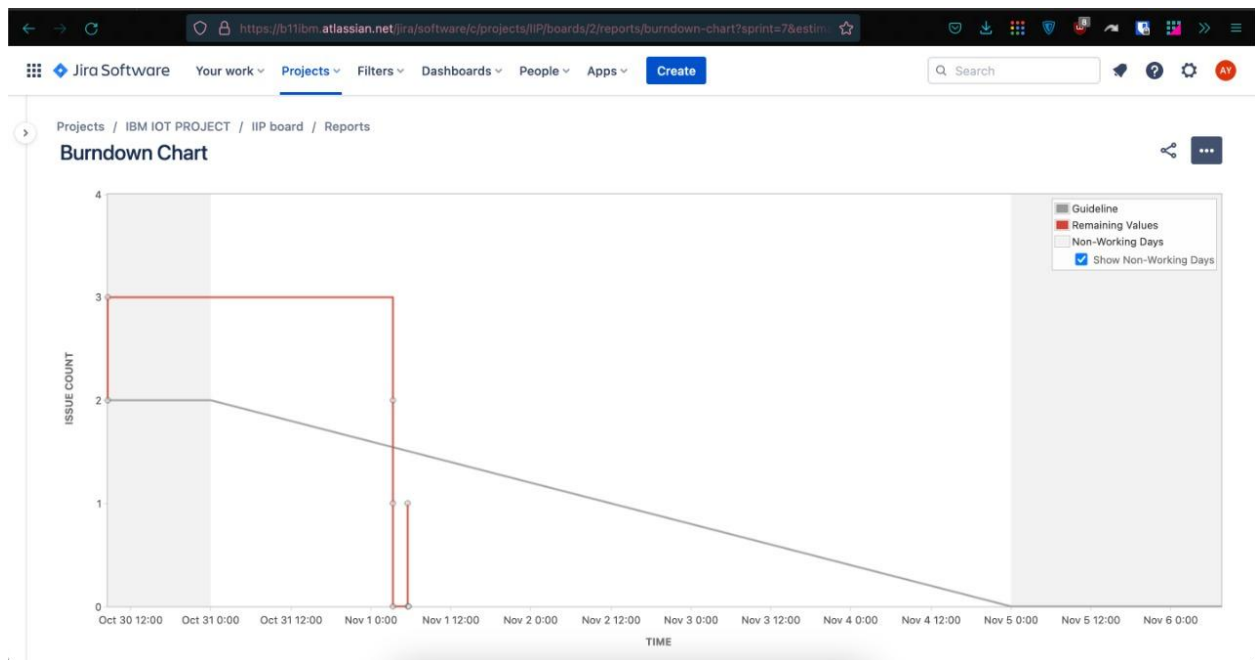 https://b11ibm.atlassian.net/jira/software/c/projects/IIP/boards/2/reports/burndown-chart?sprint=7&estim
8
Jira Software Your work Projects Filters Dashboards People Apps Create Search AY
Projects / IBM IOT PROJECT / IIP board / Reports
Burndown Chart
Guideline
Remaining Values
Non-Working Days
Show Non-Working Days
ISSUE COUNT
4
3
2
1
0
Oct 30 12:00 Oct 31 0:00 Oct 31 12:00 Nov 1 0:00 Nov 1 12:00 Nov 2 0:00 Nov 2 12:00 Nov 3 0:00 Nov 3 12:00 Nov 4 0:00 Nov 4 12:00 Nov 5 0:00 Nov 5 12:00 Nov 6 0:00
TIME